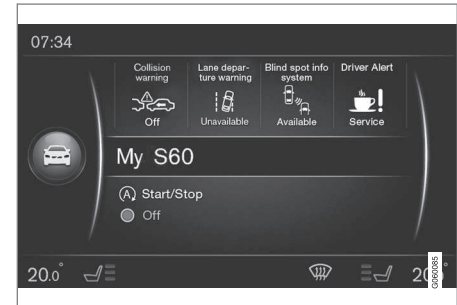 07:34
Collision
warning
Off
Lane depar-
ture warning
Unavailable
Blind spot info
system
Available
Driver Alert
Service
My S60
Start/Stop
Off
20.0°
G060085